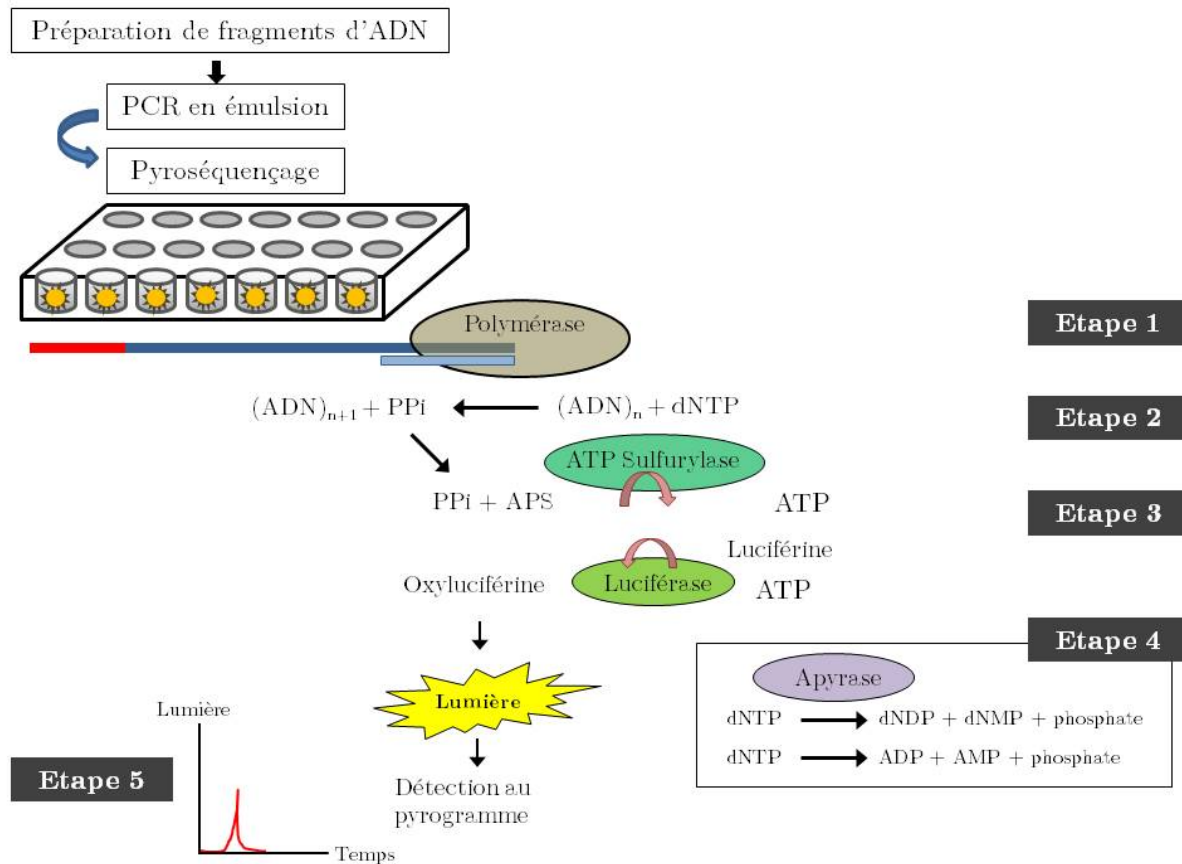 Préparation de fragments d'ADN
PCR en émulsion
Pyroséquençage
Polymérase
Etape 1
(ADN)n+1 + PPi
(ADN)n + dNTP
Etape 2
ATP Sulfurylase
PPi + APS
ATP
Etape 3
Luciférine
Oxyluciférine
Luciférase
ATP
Etape 4
Apyrase
dNTP
dNDP + dNMP + phosphate
dNTP
ADP + AMP + phosphate
Lumière
Lumière
Etape 5
Détection au
pyrogramme
Temps